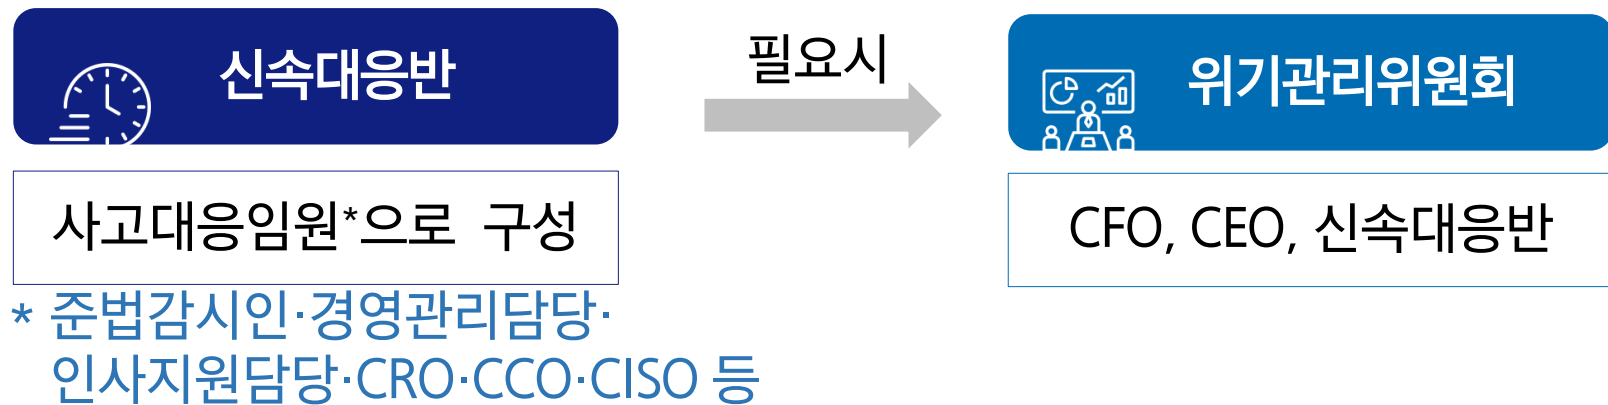 신속대응반
필요시
위기관리위원회
사고대응임원*으로 구성
CFO, CEO, 신속대응반
* 준법감시인·경영관리담당·
인사지원담당·CRO·CCO·CISO 등